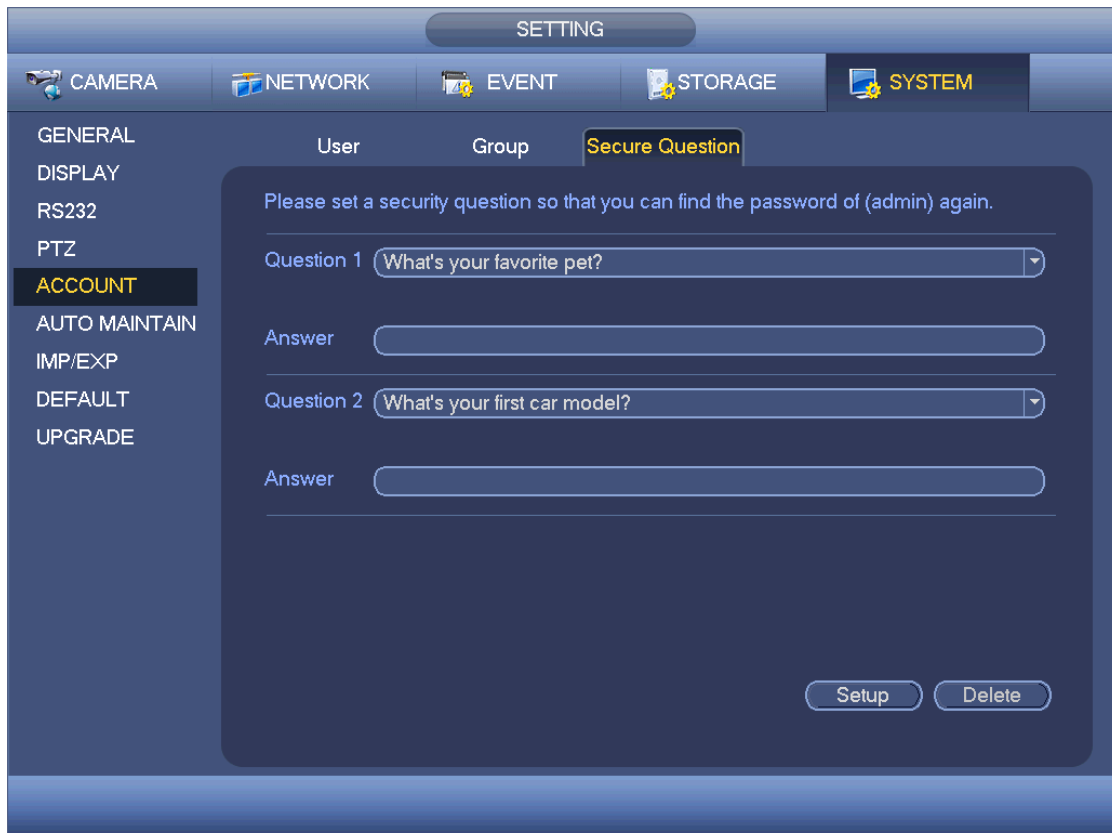 SETTING
CAMERA NETWORK EVENT STORAGE SYSTEM
GENERAL
DISPLAY
RS232
PTZ
ACCOUNT
AUTO MAINTAIN
IMP/EXP
DEFAULT
UPGRADE
User Group Secure Question
Please set a security question so that you can find the password of (admin) again.
Question 1 What's your favorite pet?
Answer
Question 2 What's your first car model?
Answer
Setup Delete